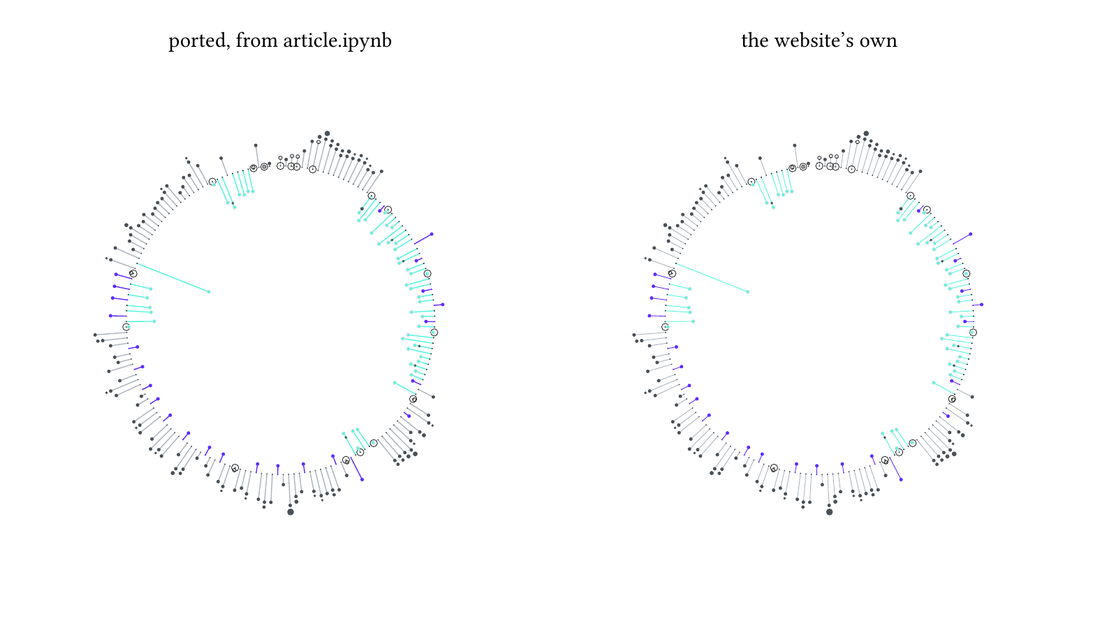 ported, from article.ipynb
the website’s own